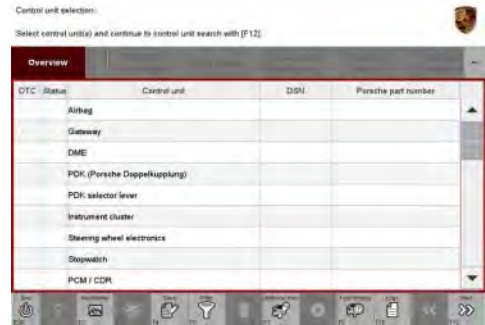 Control unit selection:
Select control unit(s) and continue to control unit search with [F12].
Overview
DTC Status Control unit DSN Porsche part number
Airbag
Gateway
DME
PDK (Porsche Doppelkupplung)
PDK selector lever
Instrument cluster
Steering wheel electronics
Stopwatch
PCM / CDR